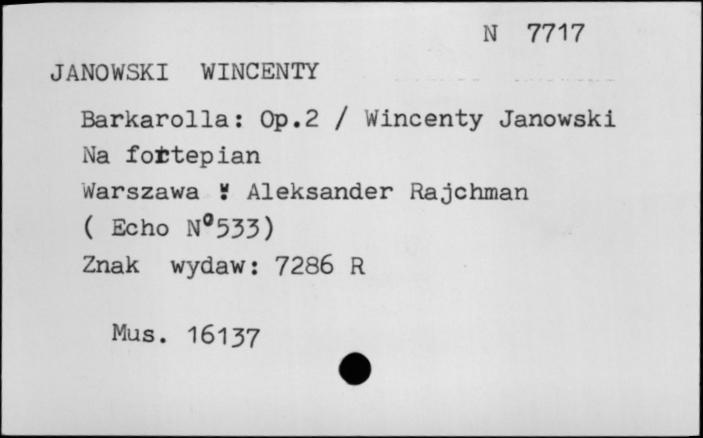 N 7717
JANOWSKI WINCENTY
Barkarolla: Op.2 / Wincenty Janowski
Na fortepian
Warszawa : Aleksander Rajchman
( Echo Nº533)
Znak wydaw: 7286 R
Mus. 16137